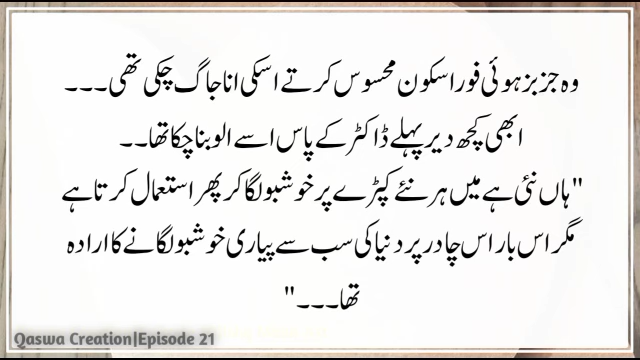 وہ جزبز ہوئی فورا سکون محسوس کرتے اسکی انا جاگ چکی تھی ۔۔۔
ابھی کچھ دیر پہلے ڈاکٹر کے پاس اسے الو بنا چکا تھا ۔۔
"ہاں نئی ہے میں ہر نئے کپڑے پر خوشبو لگا کر پھر استعمال کرتا ہے
مگر اس بار اس چادر پر دنیا کی سب سے پیاری خوشبو لگانے کا ارادہ
تھا ۔۔۔"
Qaswa Creation|Episode 21